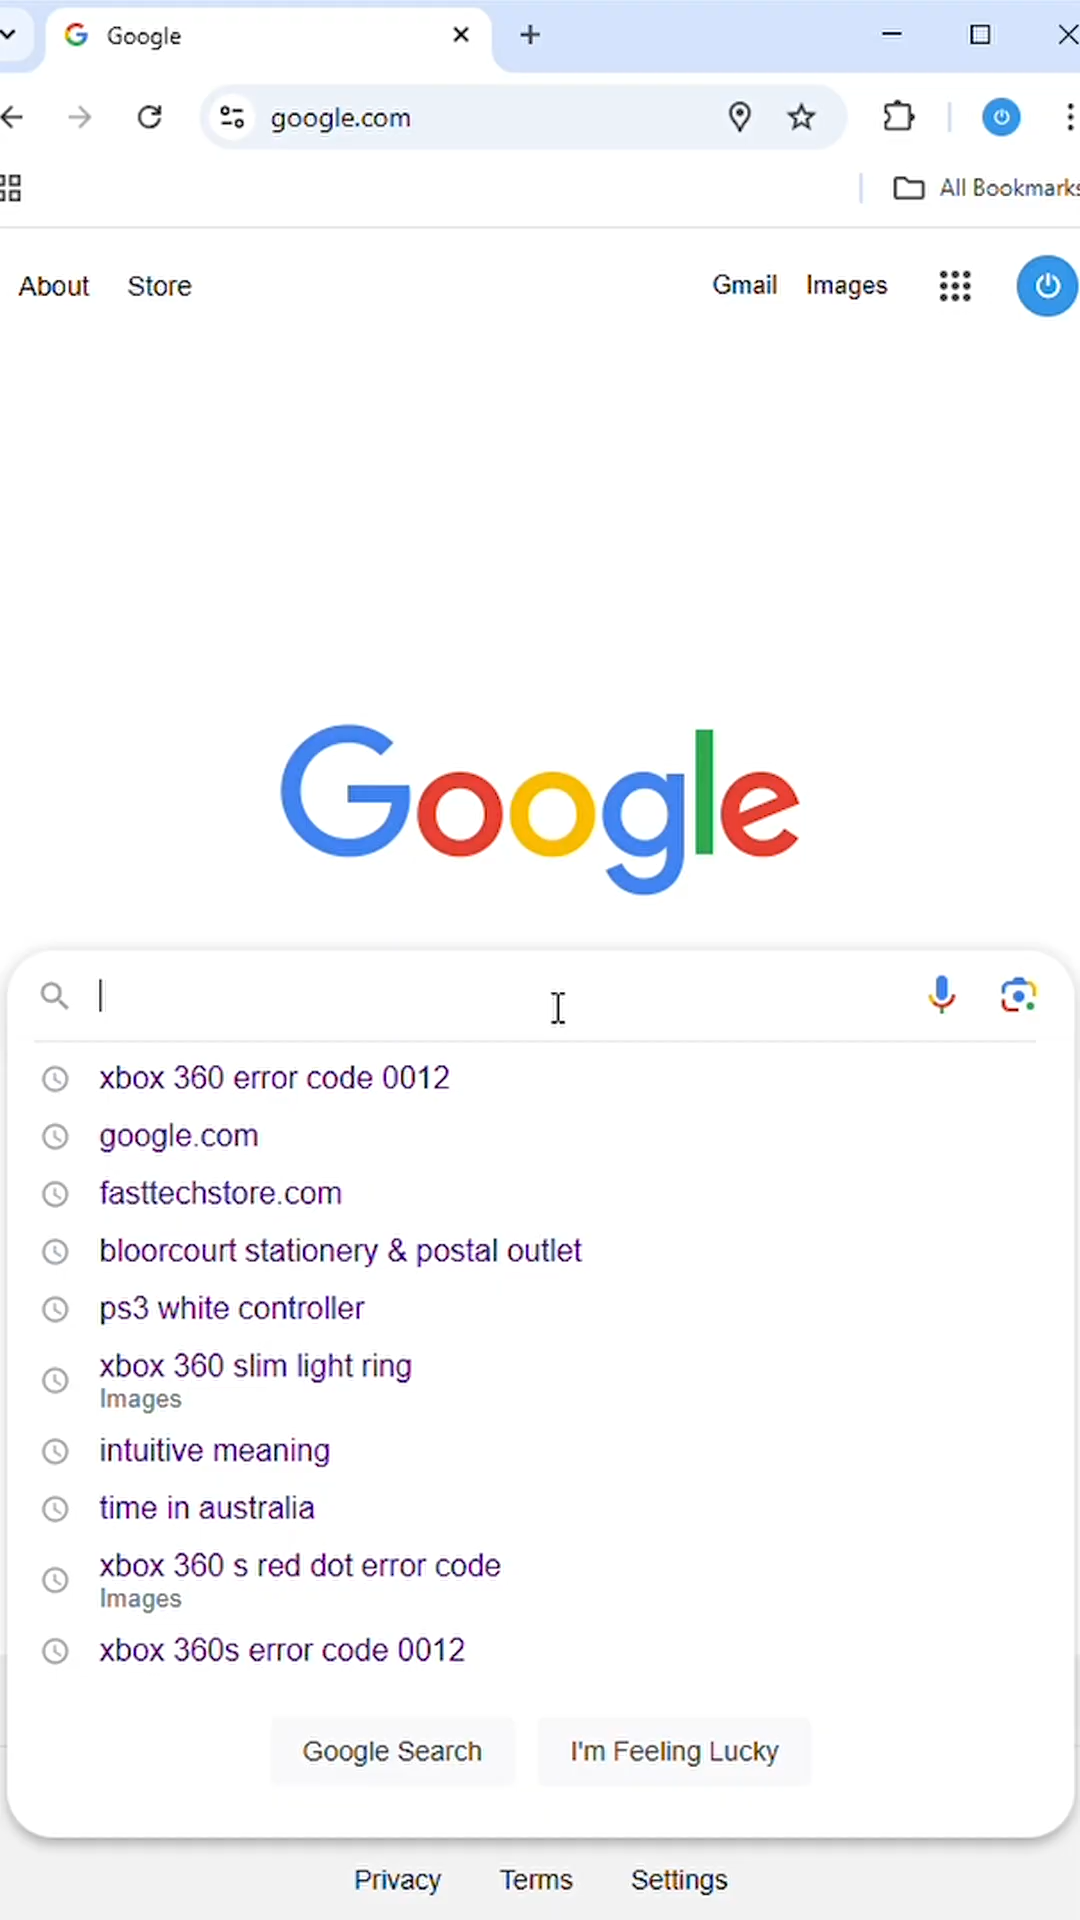 Google
google.com
All Bookmarks
About Store Gmail Images
Google
xbox 360 error code 0012
google.com
fasttechstore.com
bloorcourt stationery & postal outlet
ps3 white controller
xbox 360 slim light ring
Images
intuitive meaning
time in australia
xbox 360 s red dot error code
Images
xbox 360s error code 0012
Google Search I'm Feeling Lucky
Privacy Terms Settings